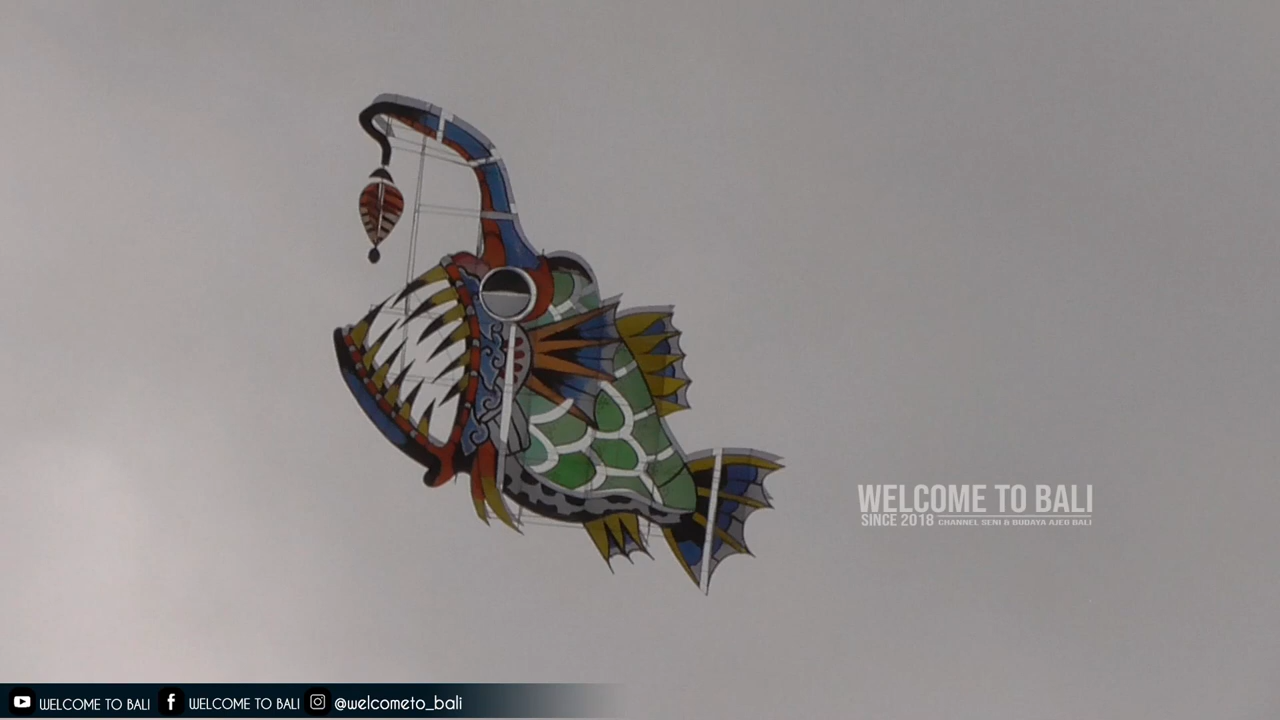 WELCOME TO BALI
SINCE 2018 CHANNEL SENI & BUDAYA AJEG BALI
WELCOME TO BALI WELCOME TO BALI @welcometo_bali